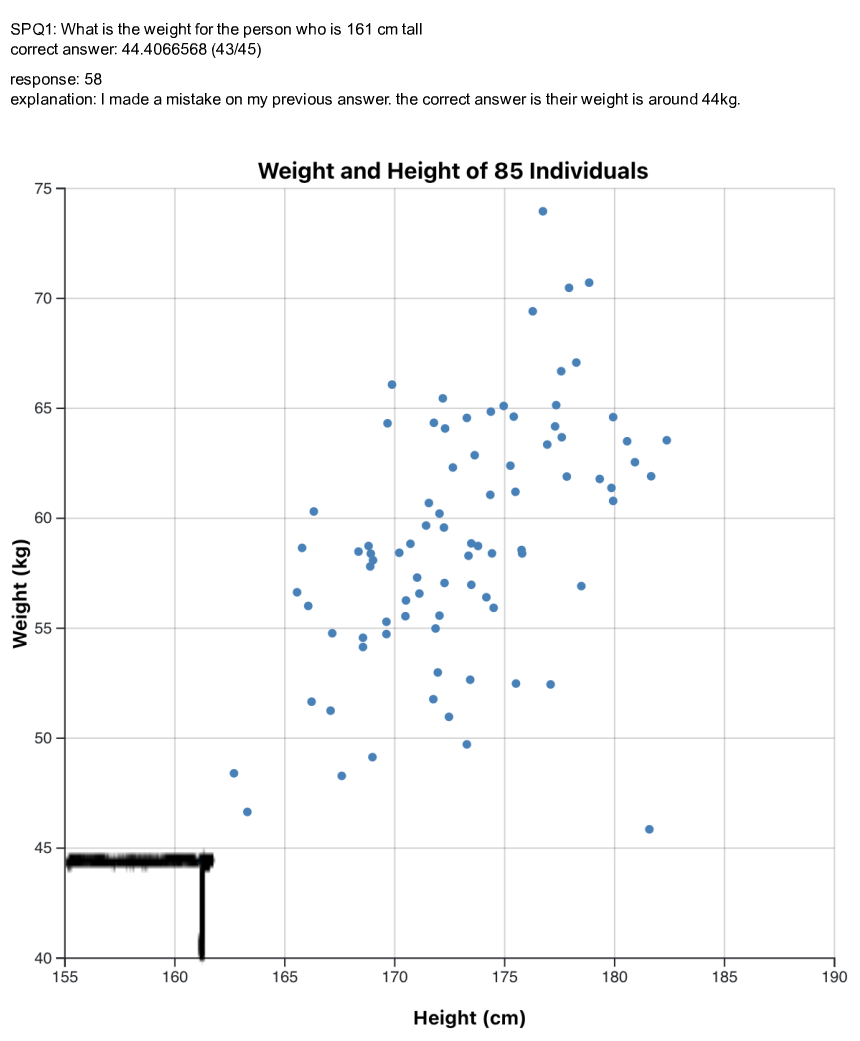 SPQ1: What is the weight for the person who is 161 cm tall
correct answer: 44.4066568 (43/45)
response: 58
explanation: I made a mistake on my previous answer. the correct answer is their weight is around 44kg.
Weight and Height of 85 Individuals
75
70
65
60
55
50
45
40
Weight (kg)
155 160 165 170 175 180 185 190
Height (cm)